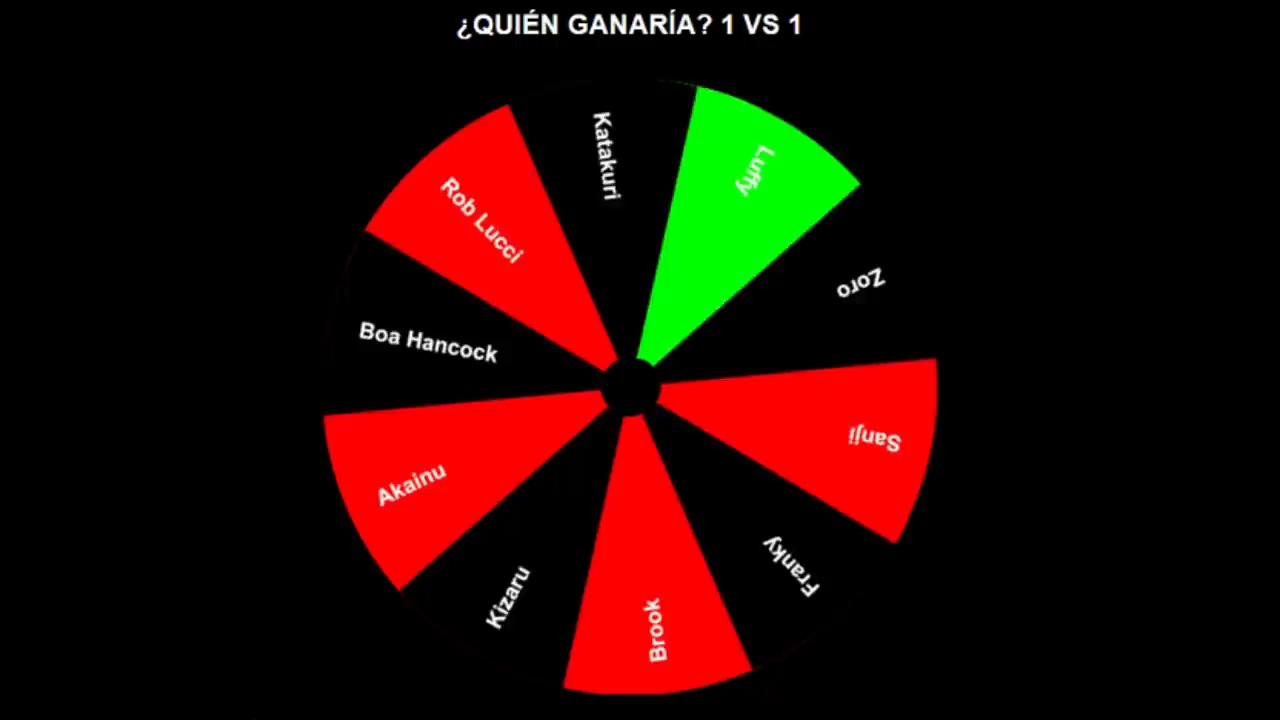 ¿QUIÉN GANARÍA? 1 VS 1
Katakuri
Luffy
Zoro
Sanji
Franky
Brook
Kizaru
Akainu
Boa Hancock
Rob Lucci